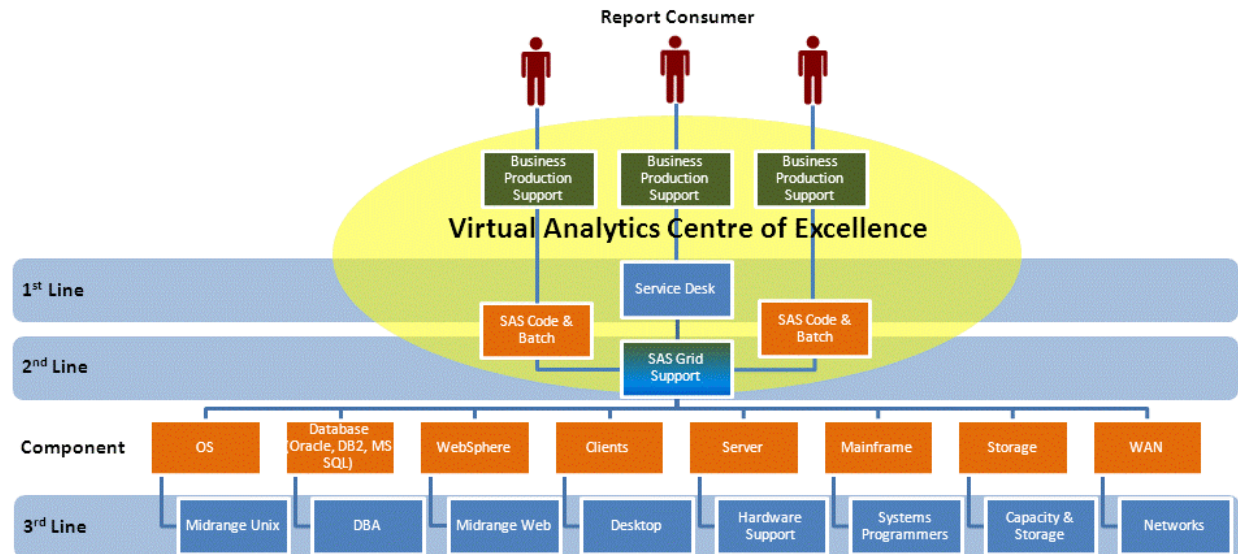 Report Consumer
Business
Production
Support
Business
Production
Support
Business
Production
Support
Virtual Analytics Centre of Excellence
1st Line
Service Desk
SAS Code &
Batch
SAS Code &
Batch
2nd Line
SAS Grid
Support
Component
OS
Database
(Oracle, DB2, MS
SQL)
WebSphere
Clients
Server
Mainframe
Storage
WAN
3rd Line
Midrange Unix
DBA
Midrange Web
Desktop
Hardware
Support
Systems
Programmers
Capacity &
Storage
Networks